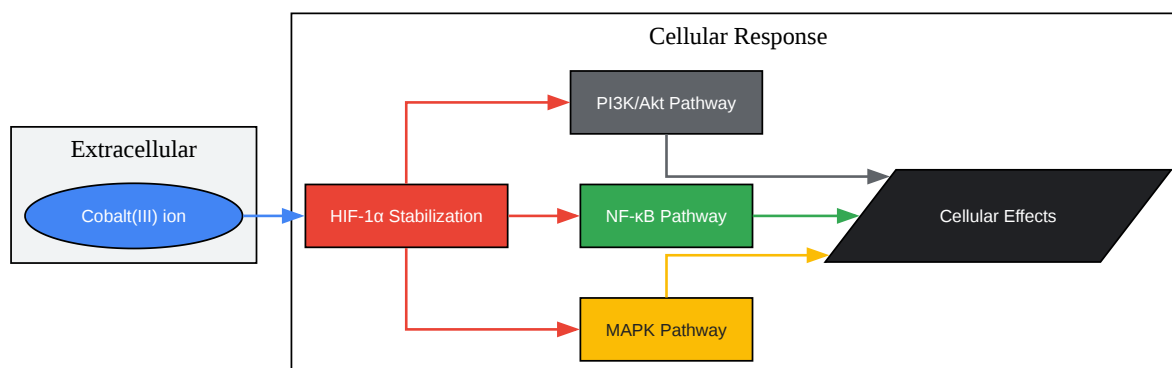 Cellular Response
PI3K/Akt Pathway
Extracellular
Cobalt(III) ion
HIF-1α Stabilization
NF-κB Pathway
Cellular Effects
MAPK Pathway